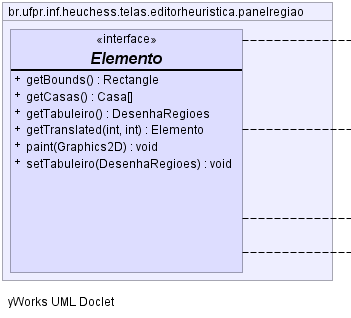 br.ufpr.inf.heuchess.telas.editorheuristica.panelregiao
«interface»
Elemento
+ getBounds() : Rectangle
+ getCasas() : Casa[]
+ getTabuleiro() : DesenhaRegioes
+ getTranslated(int, int) : Elemento
+ paint(Graphics2D) : void
+ setTabuleiro(DesenhaRegioes) : void
yWorks UML Doclet